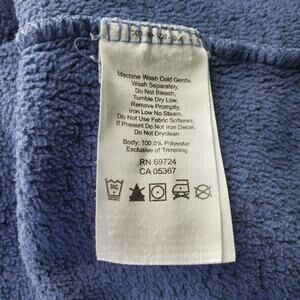 Machine Wash Cold Gentle,
Wash Separately,
Do Not Bleach,
Tumble Dry Low,
Remove Promptly,
Iron Low No Steam,
Do Not Use Fabric Softener,
If Present Do Not Iron Decal,
Do Not Dryclean
Body: 100.0% Polyester
Exclusive of Trimming
RN 69724
CA 05367
30C